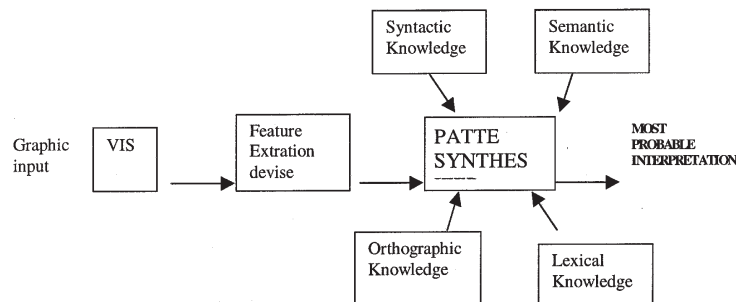 Syntactic
Knowledge
Semantic
Knowledge
Graphic
input
VIS
Feature
Extration
devise
PATTE
SYNTHES
MOST
PROBABLE
INTERPRETATION
Orthographic
Knowledge
Lexical
Knowledge